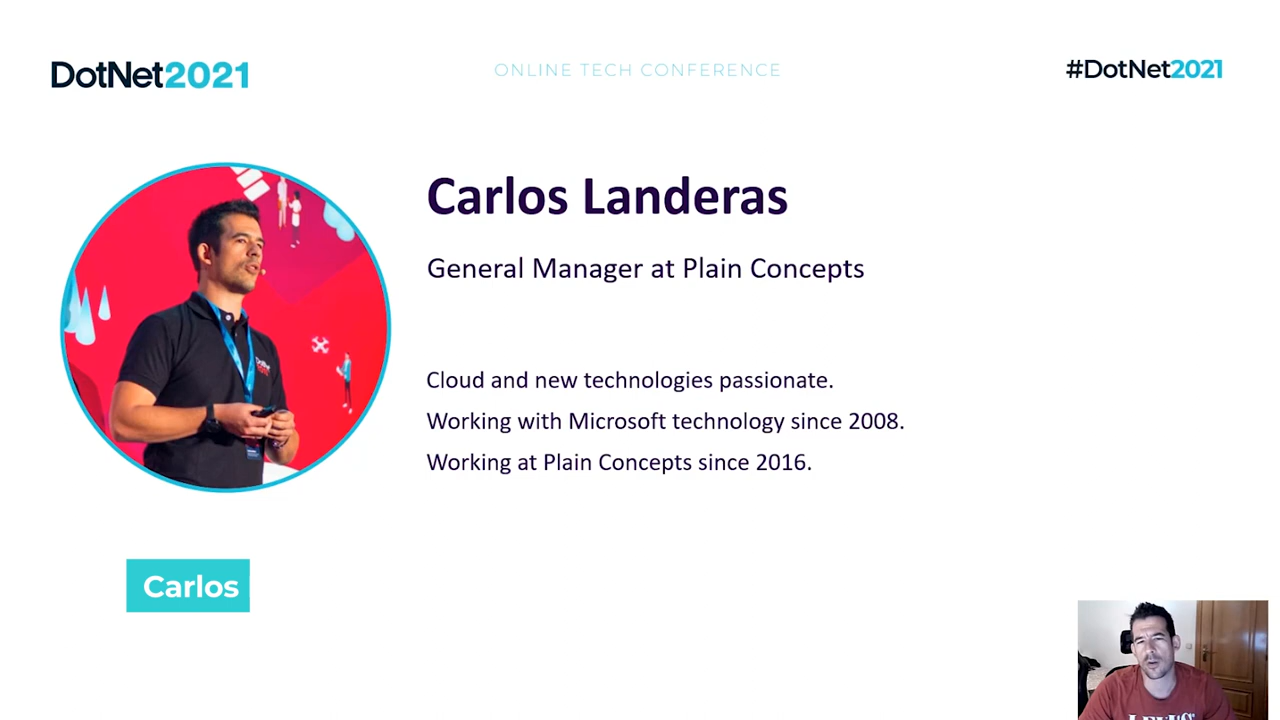 DotNet2021
ONLINE TECH CONFERENCE
#DotNet2021
Carlos Landeras
General Manager at Plain Concepts
Cloud and new technologies passionate.
Working with Microsoft technology since 2008.
Working at Plain Concepts since 2016.
Carlos
LEVI'S